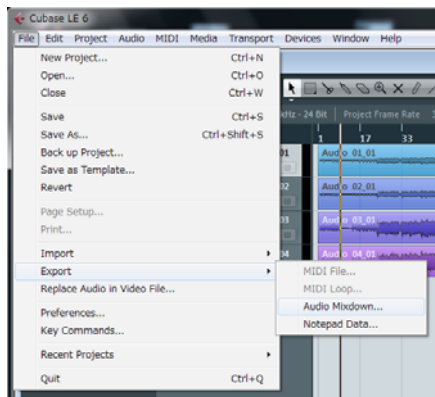 Cubase LE 6
File Edit Project Audio MIDI Media Transport Devices Window Help
New Project... Ctrl+N
Open... Ctrl+O
Close Ctrl+W
Save Ctrl+S
Save As... Ctrl+Shift+S
Back up Project...
Save as Template...
Revert
Page Setup...
Print...
Import
Export
Replace Audio in Video File...
Preferences...
Key Commands...
Recent Projects
Quit Ctrl+Q
kHz - 24 Bit Project Frame Rate
1 17 33
01 Audio 01_01
02 Audio 02_01
03 Audio 03_01
04 Audio 04_01
MIDI File...
MIDI Loop...
Audio Mixdown...
Notepad Data...